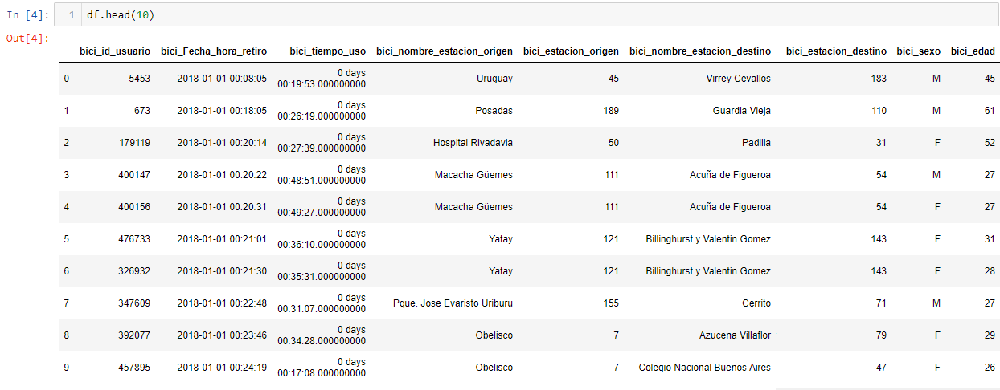 In [4]: 1 df.head(10)
Out[4]:
bici_id_usuario bici_Fecha_hora_retiro bici_tiempo_uso bici_nombre_estacion_origen bici_estacion_origen bici_nombre_estacion_destino bici_estacion_destino bici_sexo bici_edad
0 5453 2018-01-01 00:08:05 0 days 00:19:53.000000000 Uruguay 45 Virrey Cevallos 183 M 45
1 673 2018-01-01 00:18:05 0 days 00:26:19.000000000 Posadas 189 Guardia Vieja 110 M 61
2 179119 2018-01-01 00:20:14 0 days 00:27:39.000000000 Hospital Rivadavia 50 Padilla 31 F 52
3 400147 2018-01-01 00:20:22 0 days 00:48:51.000000000 Macacha Güemes 111 Acuña de Figueroa 54 M 27
4 400156 2018-01-01 00:20:31 0 days 00:49:27.000000000 Macacha Güemes 111 Acuña de Figueroa 54 F 27
5 476733 2018-01-01 00:21:01 0 days 00:36:10.000000000 Yatay 121 Billinghurst y Valentin Gomez 143 F 31
6 326932 2018-01-01 00:21:30 0 days 00:35:31.000000000 Yatay 121 Billinghurst y Valentin Gomez 143 F 28
7 347609 2018-01-01 00:22:48 0 days 00:31:07.000000000 Pque. Jose Evaristo Uriburu 155 Cerrito 71 M 27
8 392077 2018-01-01 00:23:46 0 days 00:34:28.000000000 Obelisco 7 Azucena Villaflor 79 F 29
9 457895 2018-01-01 00:24:19 0 days 00:17:08.000000000 Obelisco 7 Colegio Nacional Buenos Aires 47 F 26